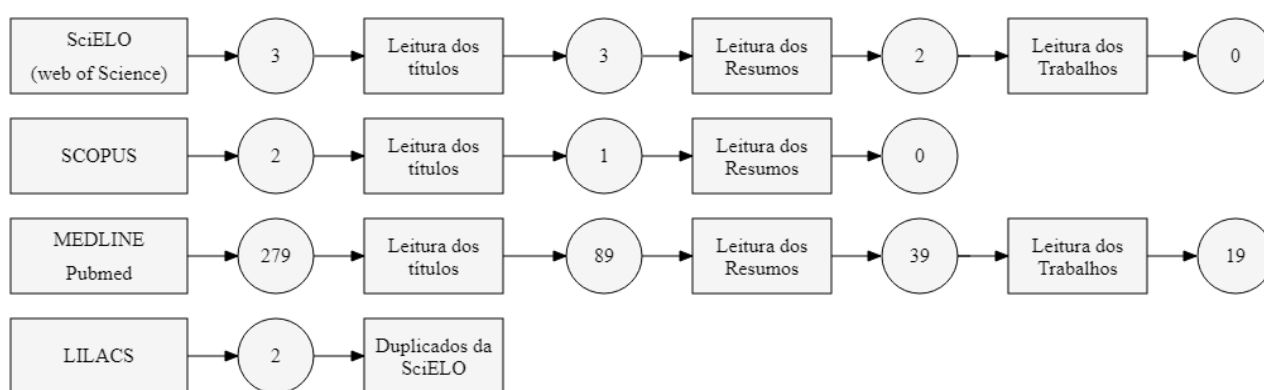 SciELO
(web of Science)
3
Leitura dos
títulos
3
Leitura dos
Resumos
2
Leitura dos
Trabalhos
0
SCOPUS
2
Leitura dos
títulos
1
Leitura dos
Resumos
0
MEDLINE
Pubmed
279
Leitura dos
títulos
89
Leitura dos
Resumos
39
Leitura dos
Trabalhos
19
LILACS
2
Duplicados da
SciELO